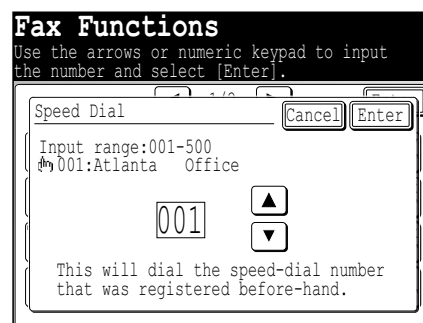 Fax Functions
Use the arrows or numeric keypad to input
the number and select [Enter].
Speed Dial
Cancel
Enter
Input range:001-500
001:Atlanta Office
001
This will dial the speed-dial number
that was registered before-hand.